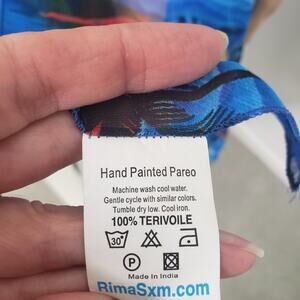 Hand Painted Pareo
Machine wash cool water.
Gentle cycle with similar colors.
Tumble dry low. Cool iron.
100% TERIVOILE
30°
P
Made In India
RimaSxm.com